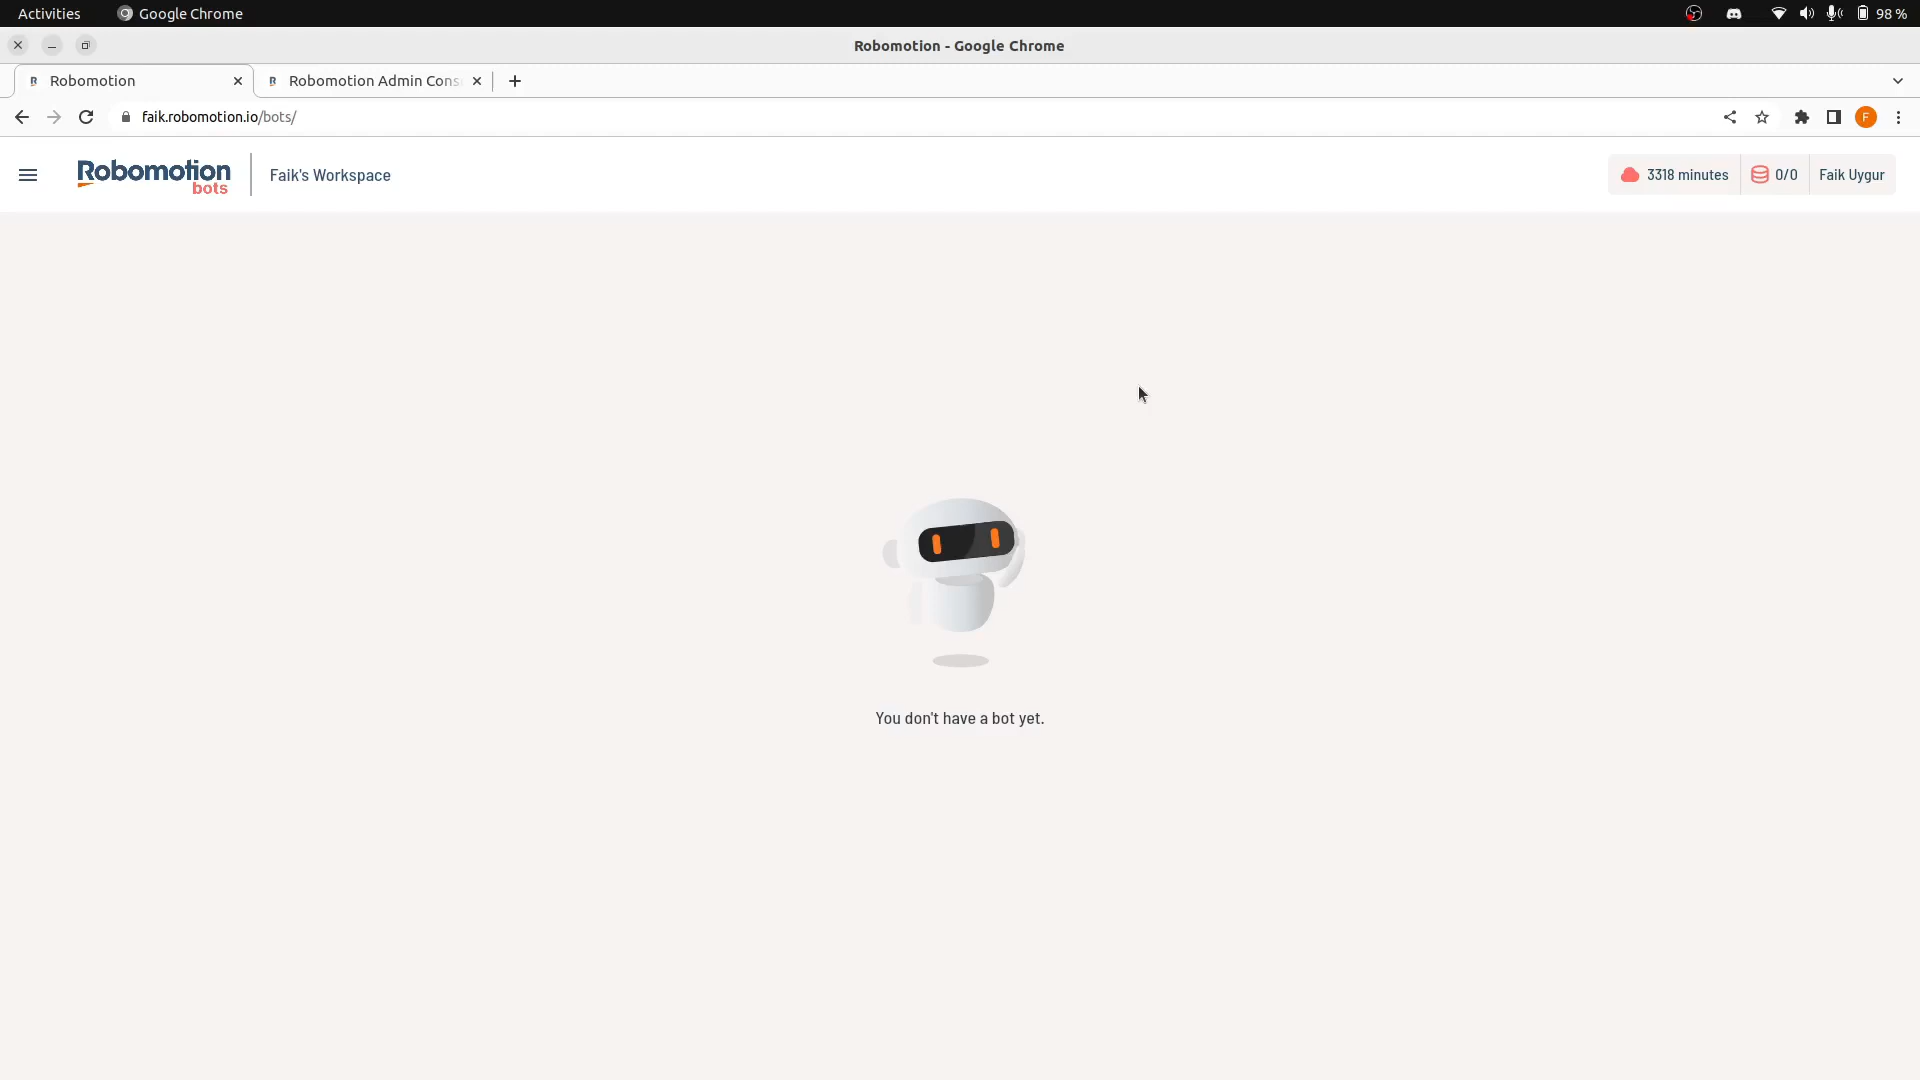 Activities
Google Chrome
98 %
Robomotion - Google Chrome
Robomotion
Robomotion Admin Cons
faik.robomotion.io/bots/
F
Robomotion
bots
Faik's Workspace
3318 minutes
0/0
Faik Uygur
You don't have a bot yet.